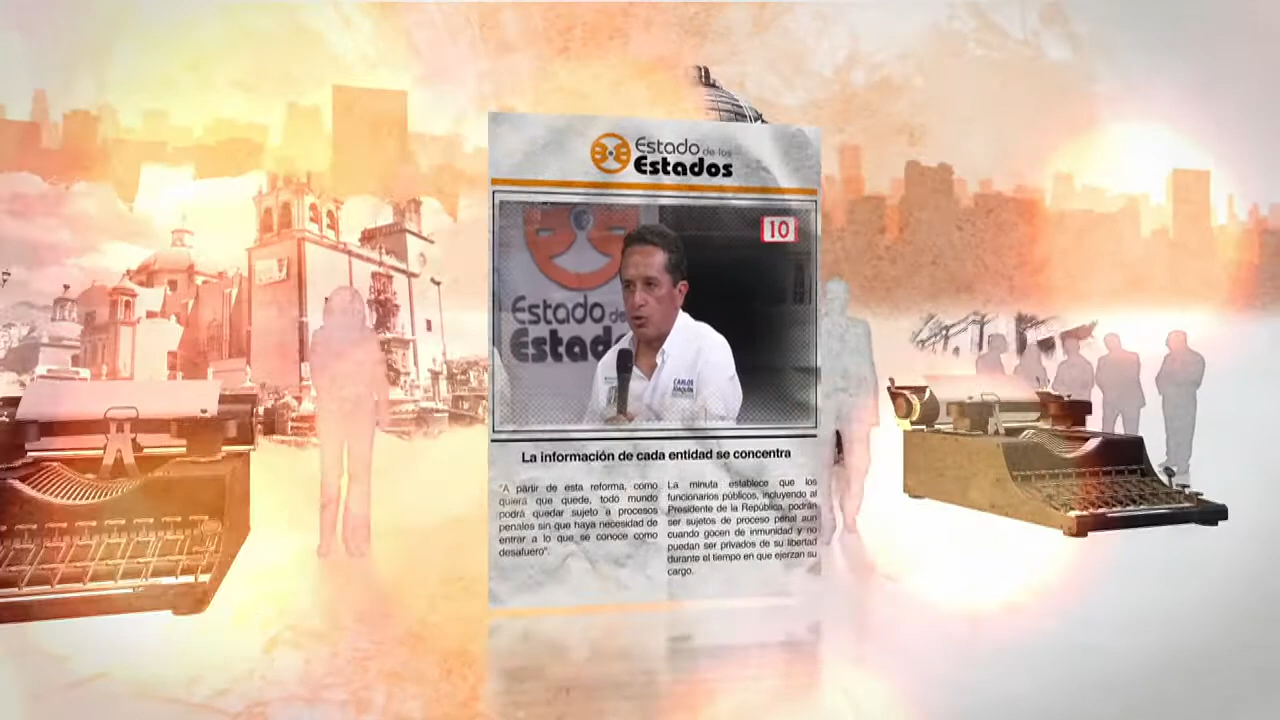 Estado de los
Estados
10
Estado de
Estad
CARLOS
JOAQUÍN
La información de cada entidad se concentra
"A partir de esta reforma, como
quiera que quede, todo mundo
podrá quedar sujeto a procesos
penales sin que haya necesidad de
entrar a lo que se conoce como
desafuero".
La minuta establece que los
funcionarios públicos, incluyendo al
Presidente de la República, podrán
ser sujetos de proceso penal aun
cuando gocen de inmunidad y no
puedan ser privados de su libertad
durante el tiempo en que ejerzan su
cargo.